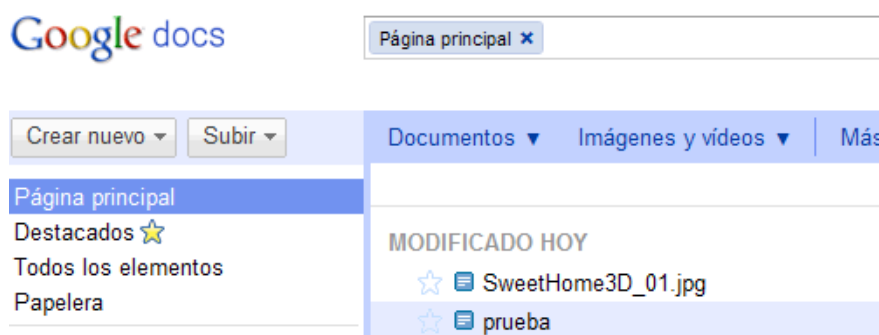 Google docs
Página principal ×
Crear nuevo
Subir
Documentos ▼ Imágenes y vídeos ▼ Más
Página principal
Destacados
Todos los elementos
Papelera
MODIFICADO HOY
SweetHome3D_01.jpg
prueba